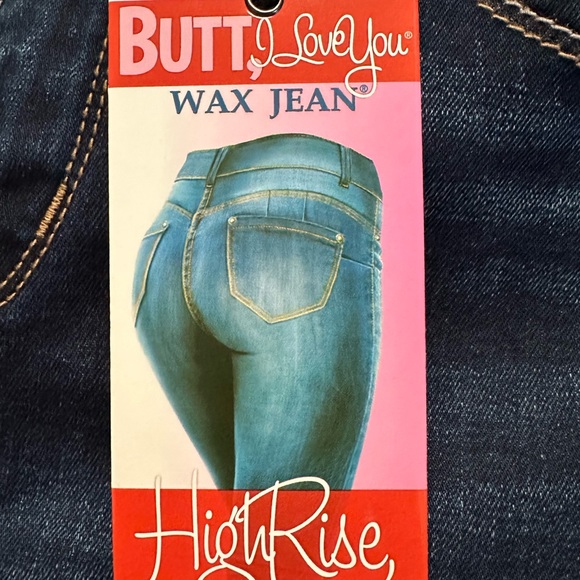 BUTT, I Love You®
WAX JEAN®
High Rise,